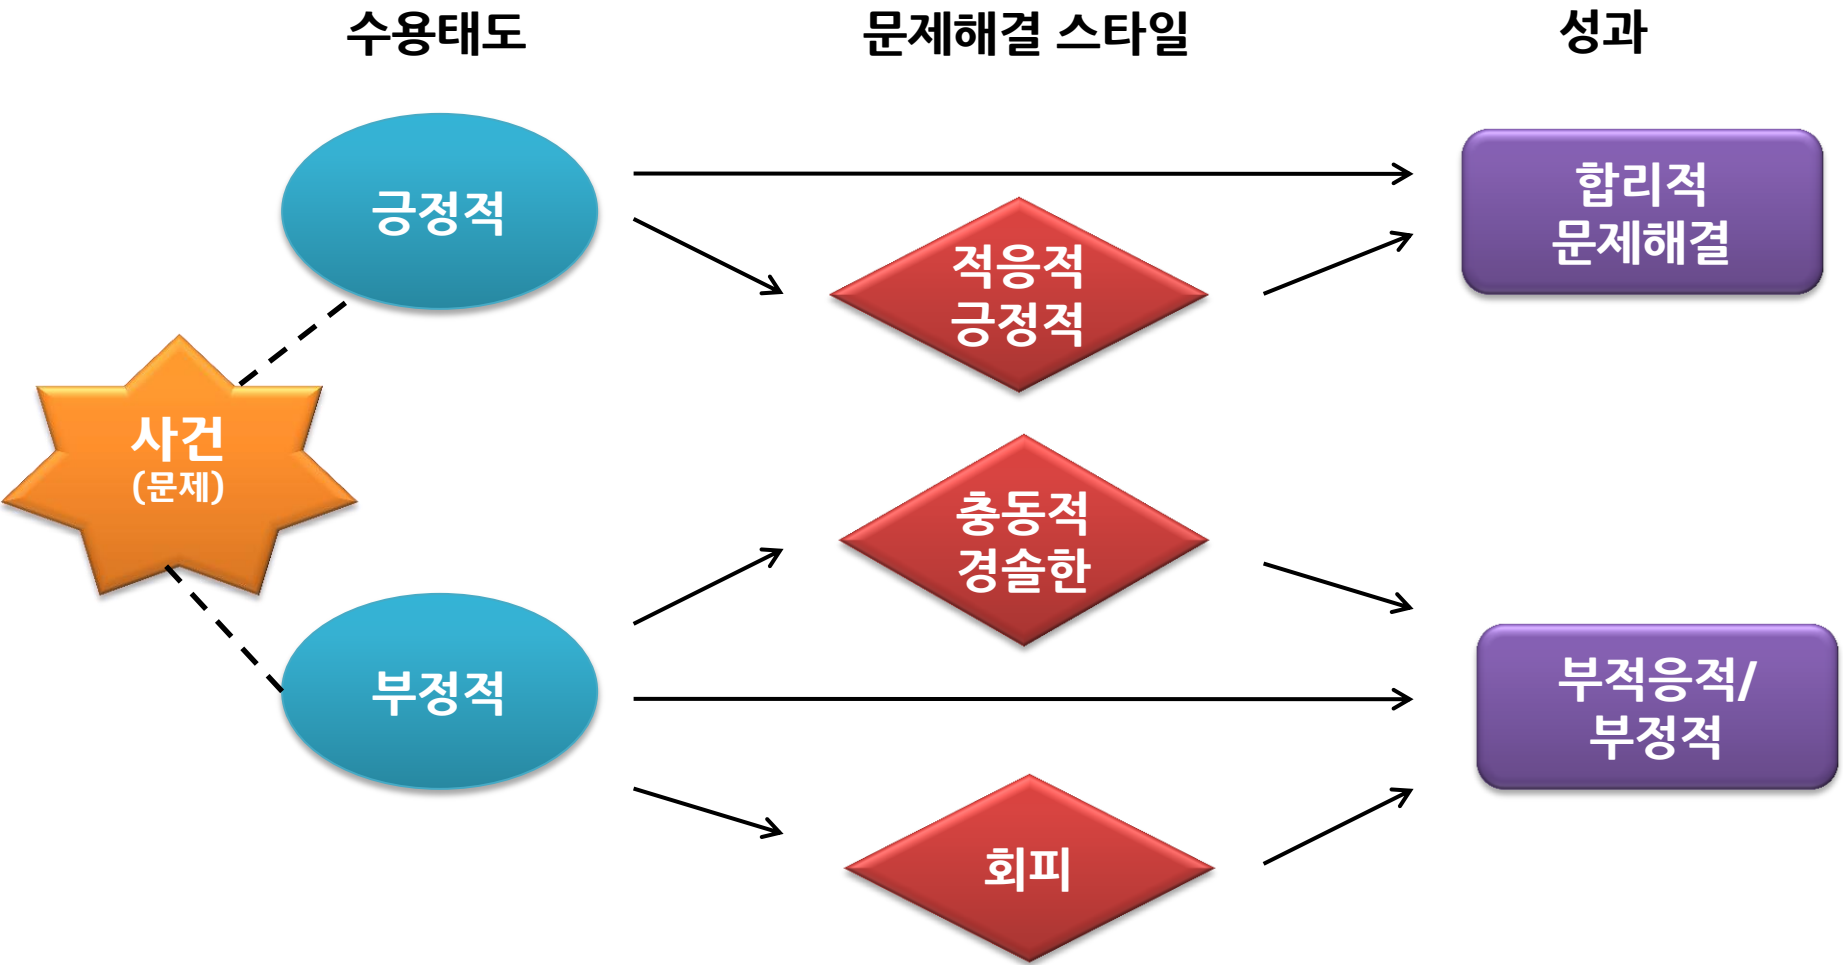 수용태도
문제해결 스타일
성과
긍정적
적응적
긍정적
합리적
문제해결
사건
(문제)
충동적
경솔한
부정적
부적응적/
부정적
회피